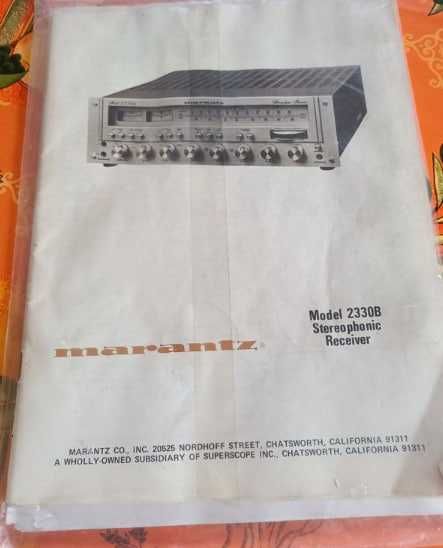 Model 2330B
Stereophonic
Receiver
marantz
MARANTZ CO., INC. 20525 NORDHOFF STREET, CHATSWORTH, CALIFORNIA 91311
A WHOLLY-OWNED SUBSIDIARY OF SUPERSCOPE INC., CHATSWORTH, CALIFORNIA 91311